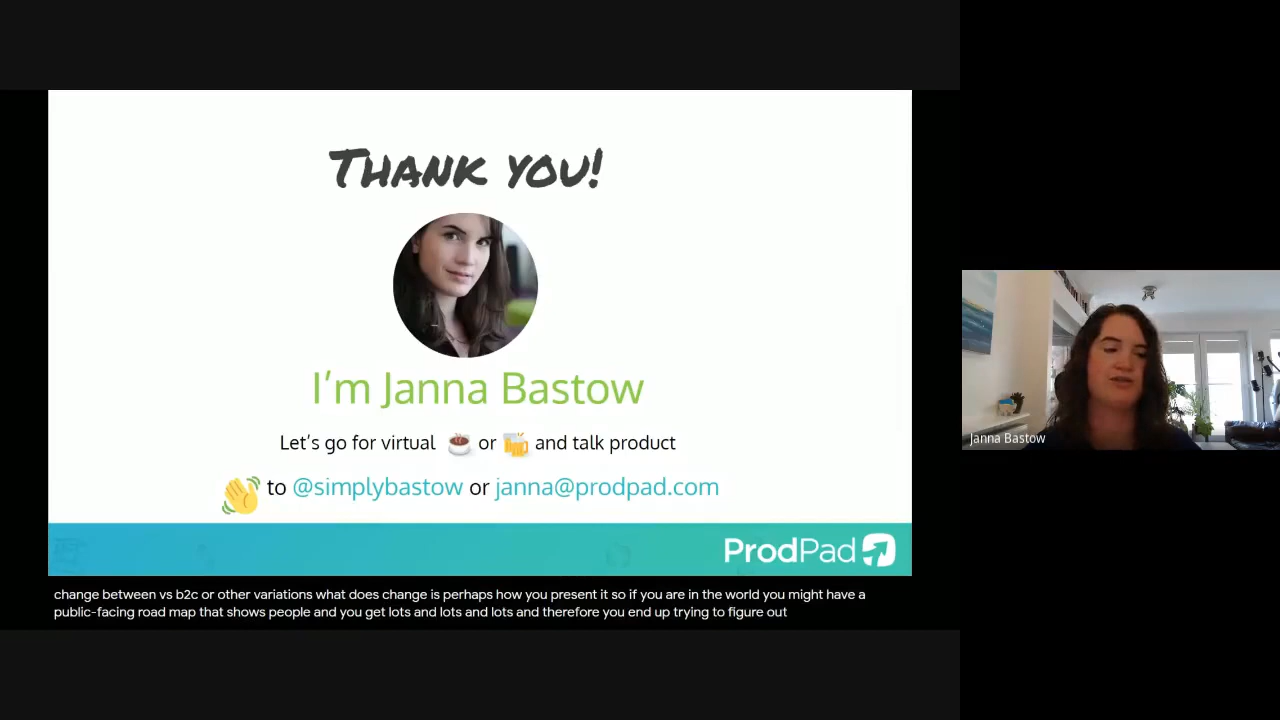 THANK YOU!
I'm Janna Bastow
Let's go for virtual or and talk product
to @simplybastow or janna@prodpad.com
ProdPad
Janna Bastow
change between vs b2c or other variations what does change is perhaps how you present it so if you are in the world you might have a
public-facing road map that shows people and you get lots and lots and lots and therefore you end up trying to figure out